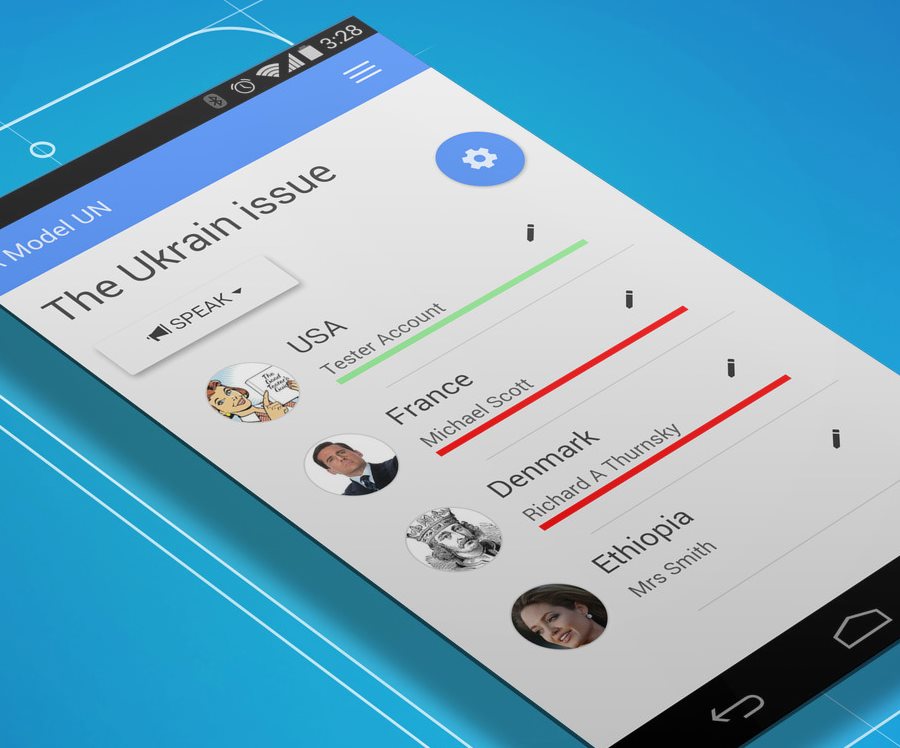 3:28
Model UN
The Ukrain issue
SPEAK
USA
Tester Account
France
Michael Scott
Denmark
Richard A Thurnsky
Ethiopia
Mrs Smith